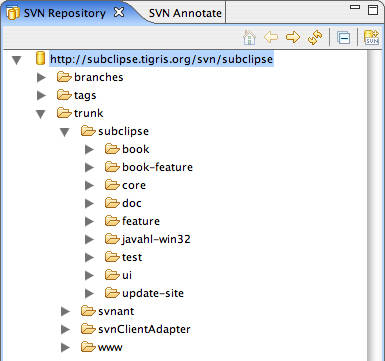 SVN Repository SVN Annotate
SVN
http://subclipse.tigris.org/svn/subclipse
branches
tags
trunk
subclipse
book
book-feature
core
doc
feature
javahl-win32
test
ui
update-site
svnant
svnClientAdapter
www